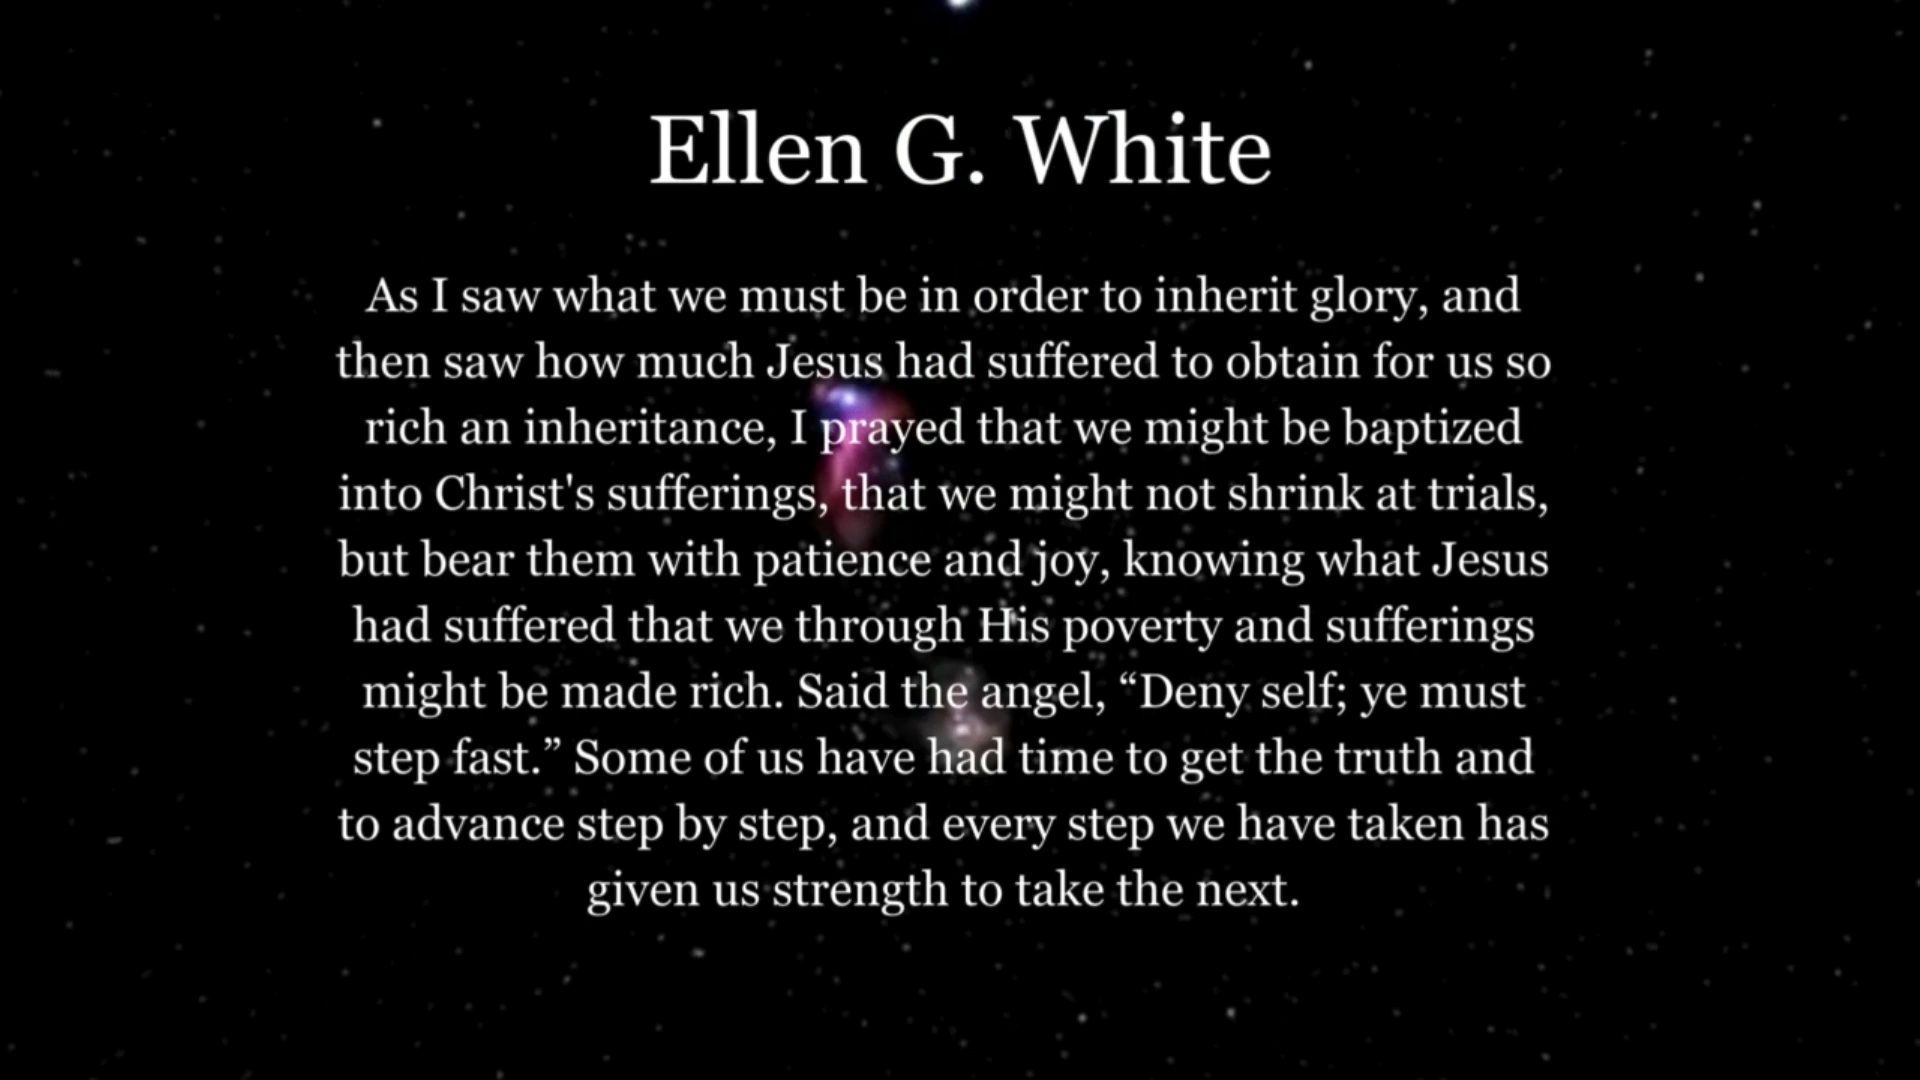 Ellen G. White
As I saw what we must be in order to inherit glory, and
then saw how much Jesus had suffered to obtain for us so
rich an inheritance, I prayed that we might be baptized
into Christ's sufferings, that we might not shrink at trials,
but bear them with patience and joy, knowing what Jesus
had suffered that we through His poverty and sufferings
might be made rich. Said the angel, “Deny self; ye must
step fast.” Some of us have had time to get the truth and
to advance step by step, and every step we have taken has
given us strength to take the next.